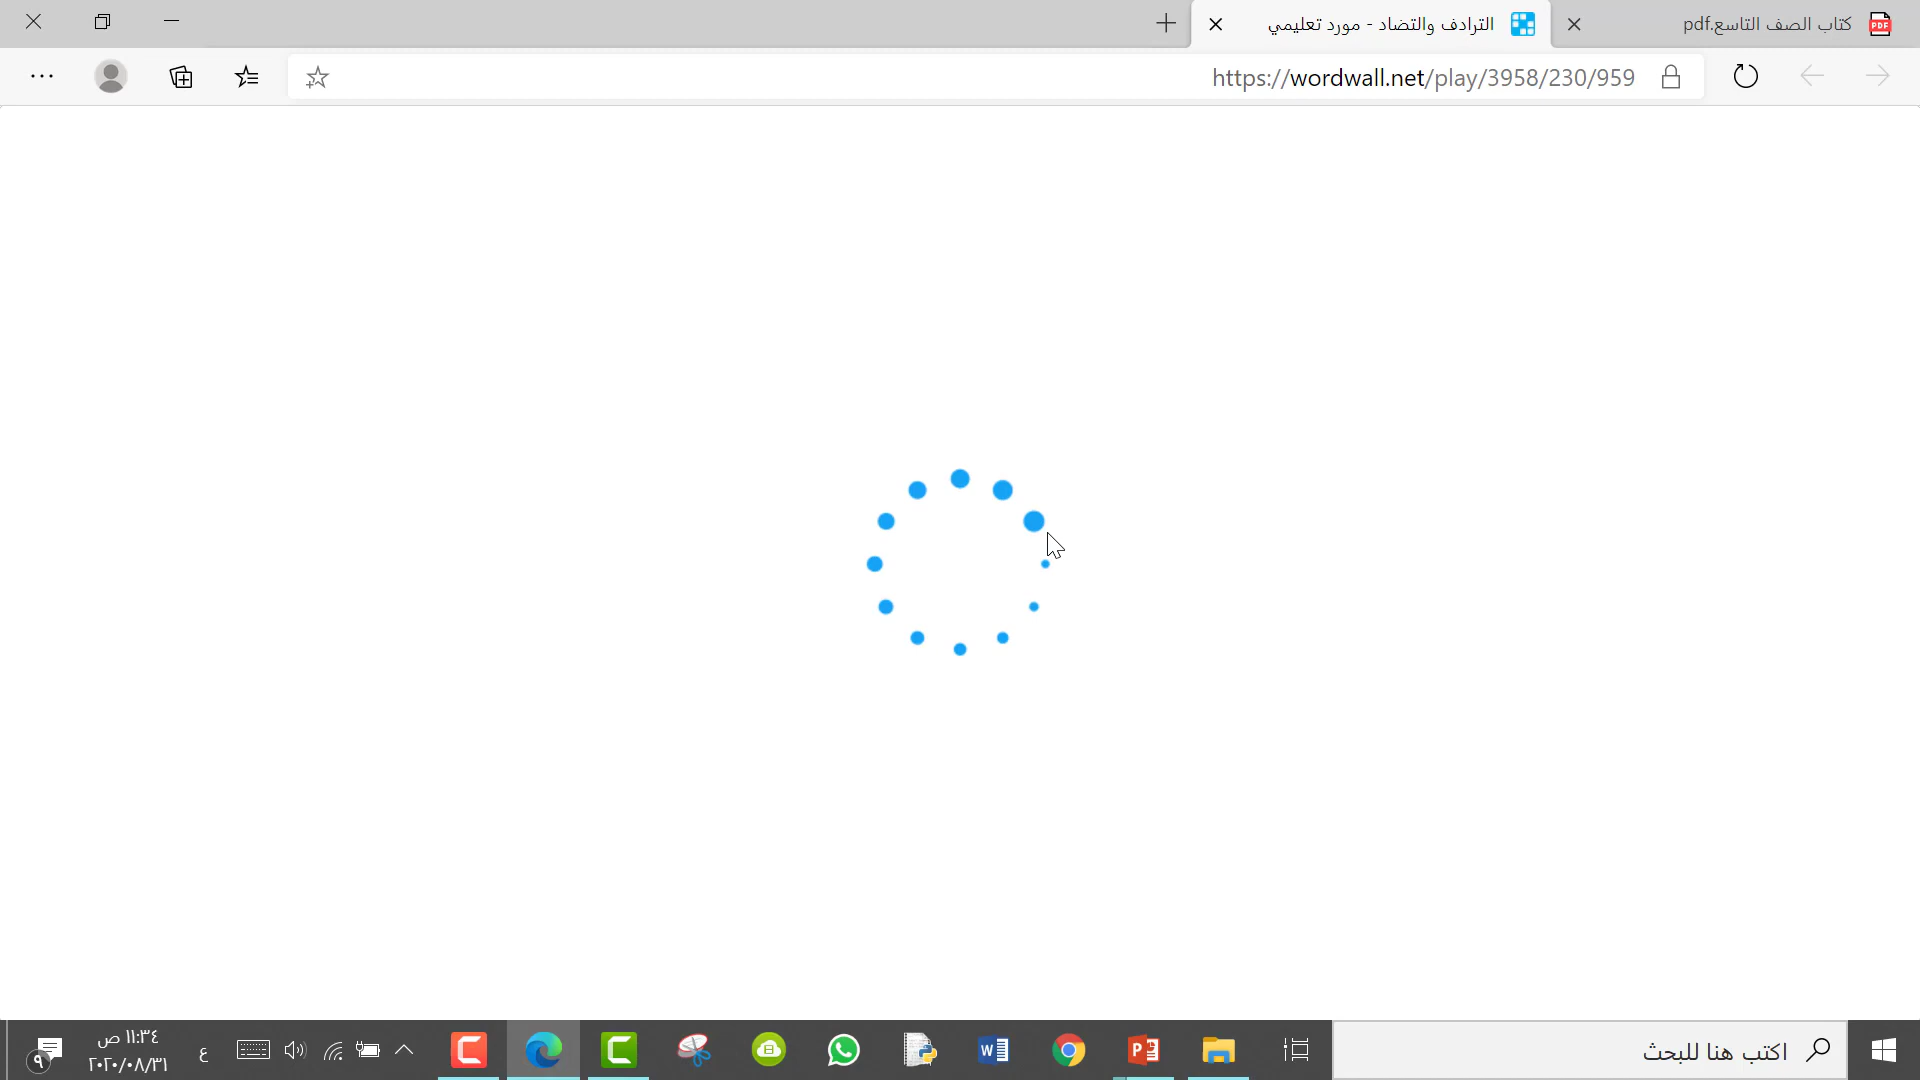 كتاب الصف التاسع.pdf
الترادف والتضاد - مورد تعليمي
https://wordwall.net/play/3958/230/959
اكتب هنا للبحث
ع
١١:٣٤ ص
٢٠٢٠/٠٨/٣١
٩